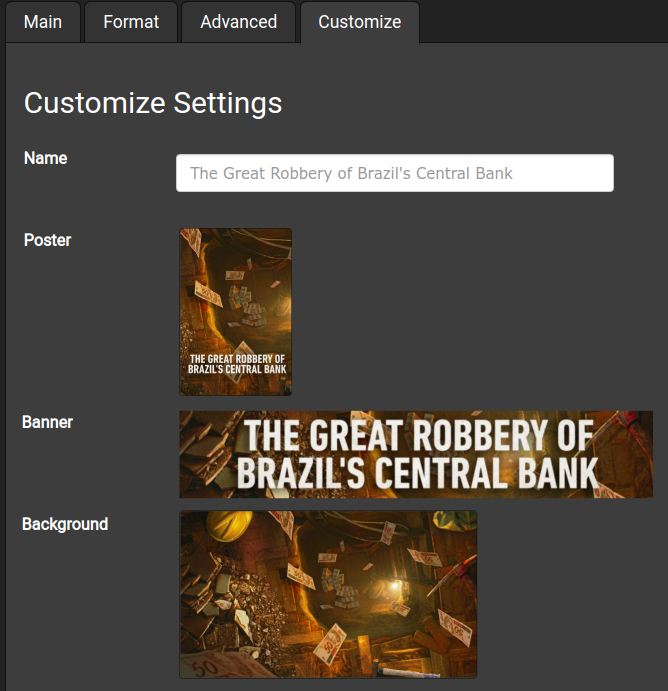 Main Format Advanced Customize
Customize Settings
Name
The Great Robbery of Brazil's Central Bank
Poster
THE GREAT ROBBERY OF
BRAZIL'S CENTRAL BANK
Banner
THE GREAT ROBBERY OF
BRAZIL'S CENTRAL BANK
Background
50